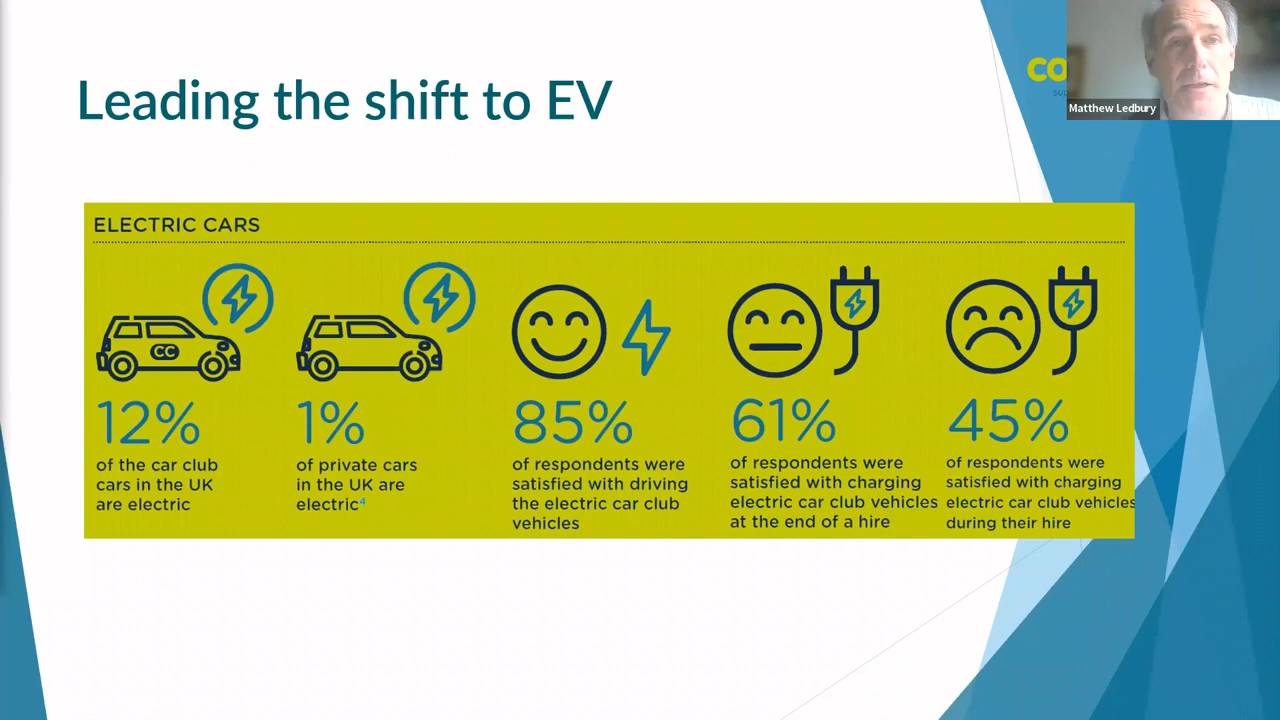 Leading the shift to EV
co
Matthew Ledbury
ELECTRIC CARS
CC
12%
of the car club
cars in the UK
are electric
1%
of private cars
in the UK are
electric⁴
85%
of respondents were
satisfied with driving
the electric car club
vehicles
61%
of respondents were
satisfied with charging
electric car club vehicles
at the end of a hire
45%
of respondents were
satisfied with charging
electric car club vehicles
during their hire